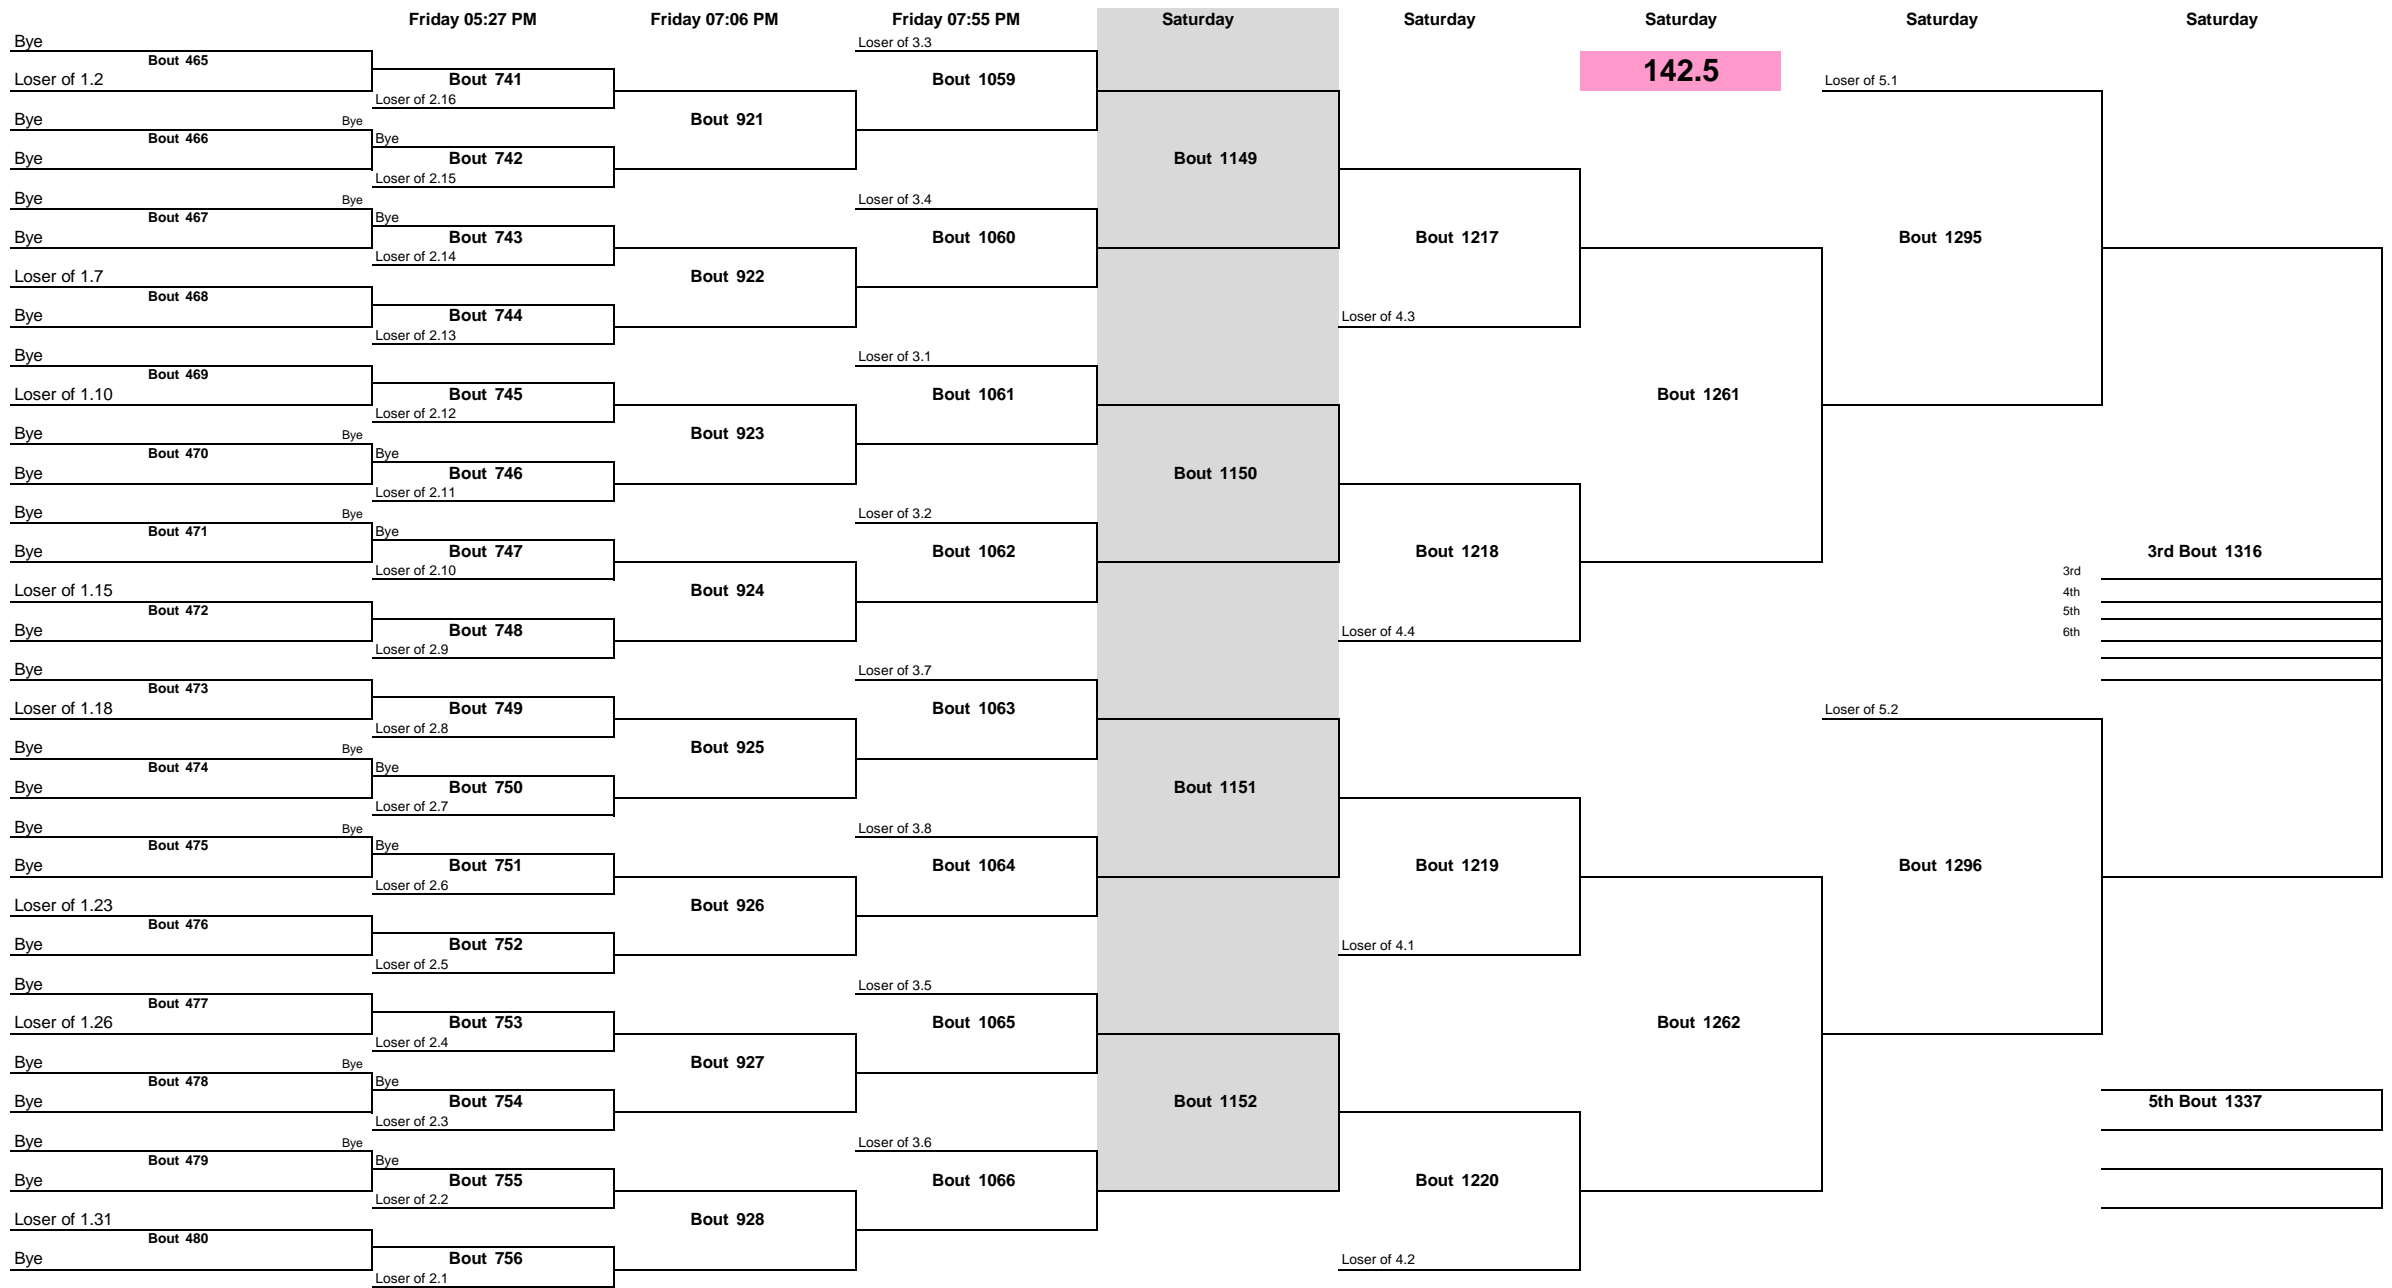 Friday 05:27 PM Friday 07:06 PM Friday 07:55 PM Saturday Saturday Saturday Saturday Saturday
Bye Loser of 3.3
Bout 465
Loser of 1.2 Bout 741 Bout 1059 142.5 Loser of 5.1
Loser of 2.16
Bye Bye Bout 921
Bout 466 Bye
Bye Bout 742 Bout 1149
Loser of 2.15
Bye Bye Loser of 3.4
Bout 467 Bye
Bye Bout 743 Bout 1060 Bout 1217 Bout 1295
Loser of 2.14
Loser of 1.7 Bout 922
Bout 468
Bye Bout 744 Loser of 4.3
Loser of 2.13
Bye Loser of 3.1
Bout 469
Loser of 1.10 Bout 745 Bout 1061 Bout 1261
Loser of 2.12
Bye Bye Bout 923
Bout 470 Bye
Bye Bout 746 Bout 1150
Loser of 2.11
Bye Bye Loser of 3.2
Bout 471 Bye
Bye Bout 747 Bout 1062 Bout 1218 3rd Bout 1316
Loser of 2.10 3rd
Loser of 1.15 Bout 924 4th
Bout 472 5th
Bye Bout 748 Loser of 4.4 6th
Loser of 2.9
Bye Loser of 3.7
Bout 473
Loser of 1.18 Bout 749 Bout 1063 Loser of 5.2
Loser of 2.8
Bye Bye Bout 925
Bout 474 Bye
Bye Bout 750 Bout 1151
Loser of 2.7
Bye Bye Loser of 3.8
Bout 475 Bye
Bye Bout 751 Bout 1064 Bout 1219 Bout 1296
Loser of 2.6
Loser of 1.23 Bout 926
Bout 476
Bye Bout 752 Loser of 4.1
Loser of 2.5
Bye Loser of 3.5
Bout 477
Loser of 1.26 Bout 753 Bout 1065 Bout 1262
Loser of 2.4
Bye Bye Bout 927
Bout 478 Bye
Bye Bout 754 Bout 1152 5th Bout 1337
Loser of 2.3
Bye Bye Loser of 3.6
Bout 479 Bye
Bye Bout 755 Bout 1066 Bout 1220
Loser of 2.2
Loser of 1.31 Bout 928
Bout 480
Bye Bout 756 Loser of 4.2
Loser of 2.1